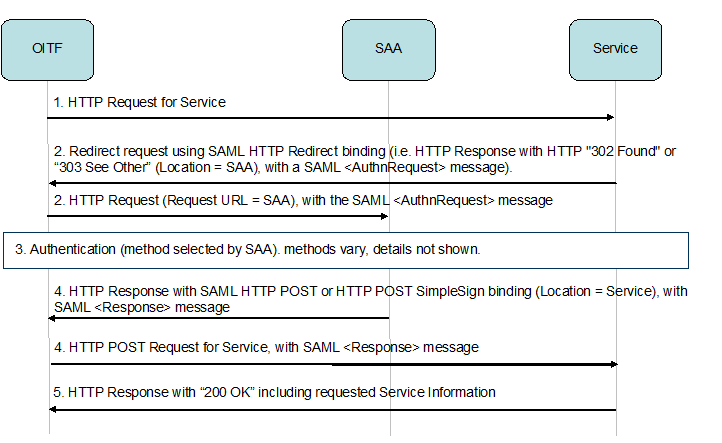 OITF
SAA
Service
1. HTTP Request for Service
2. Redirect request using SAML HTTP Redirect binding (i.e. HTTP Response with HTTP "302 Found" or
“303 See Other” (Location = SAA), with a SAML <AuthnRequest> message).
2. HTTP Request (Request URL = SAA), with the SAML <AuthnRequest> message
3. Authentication (method selected by SAA). methods vary, details not shown.
4. HTTP Response with SAML HTTP POST or HTTP POST SimpleSign binding (Location = Service), with
SAML <Response> message
4. HTTP POST Request for Service, with SAML <Response> message
5. HTTP Response with “200 OK” including requested Service Information